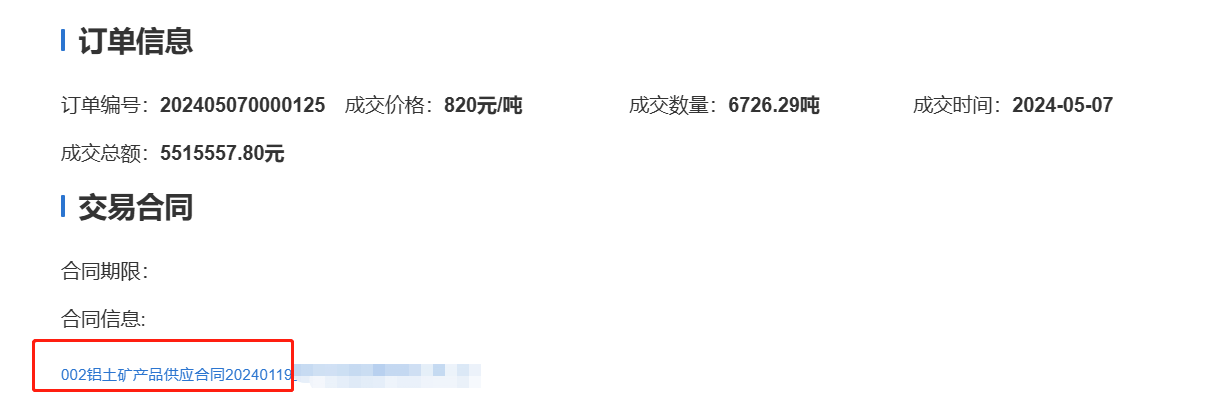 订单信息
订单编号：202405070000125 成交价格：820元/吨 成交数量：6726.29吨 成交时间：2024-05-07
成交总额：5515557.80元
交易合同
合同期限：
合同信息:
002铝土矿产品供应合同20240119